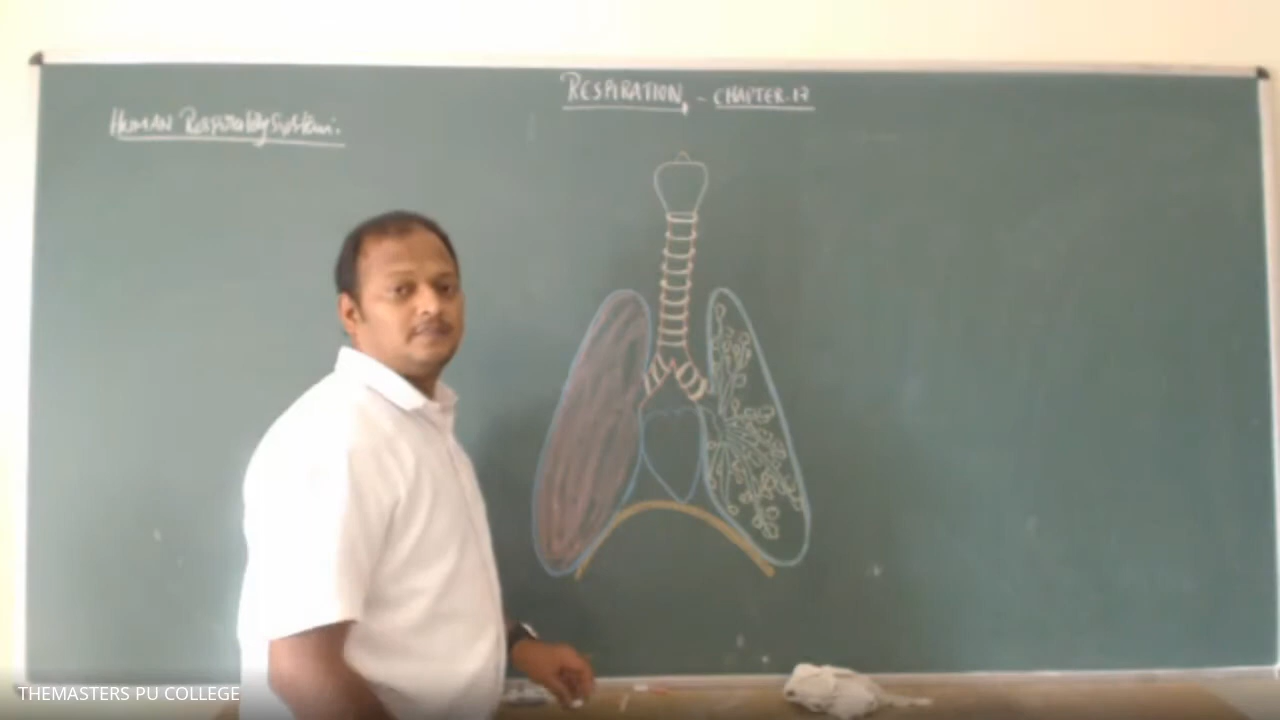 RESPIRATION, - CHAPTER-17
HUMAN Respiratory System:
THEMASTERS PU COLLEGE